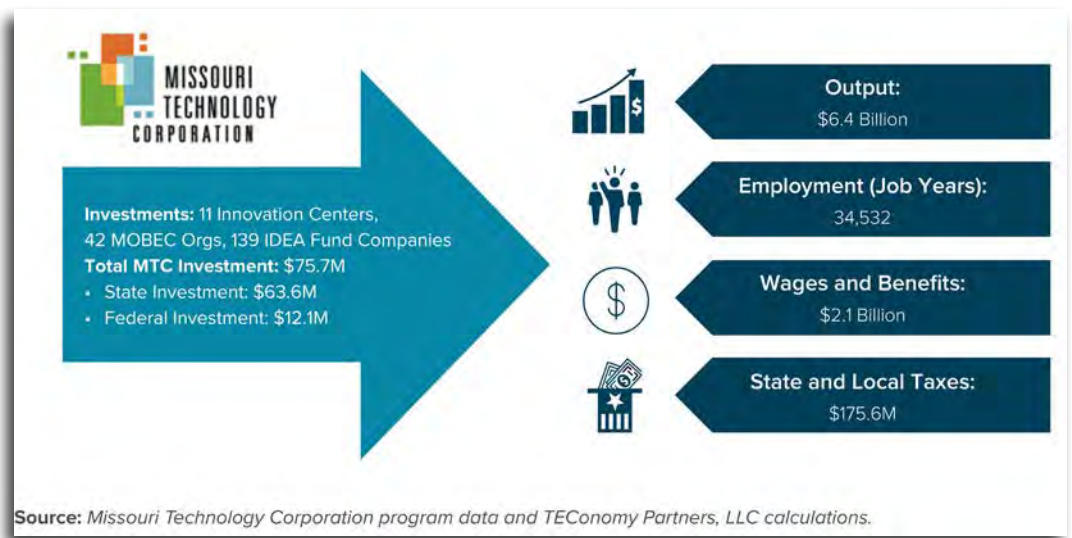 MISSOURI
TECHNOLOGY
CORPORATION
Investments: 11 Innovation Centers,
42 MOBEC Orgs, 139 IDEA Fund Companies
Total MTC Investment: $75.7M
• State Investment: $63.6M
• Federal Investment: $12.1M
$
Output:
$6.4 Billion
Employment (Job Years):
34,532
$
Wages and Benefits:
$2.1 Billion
$
State and Local Taxes:
$175.6M
Source: Missouri Technology Corporation program data and TEConomy Partners, LLC calculations.